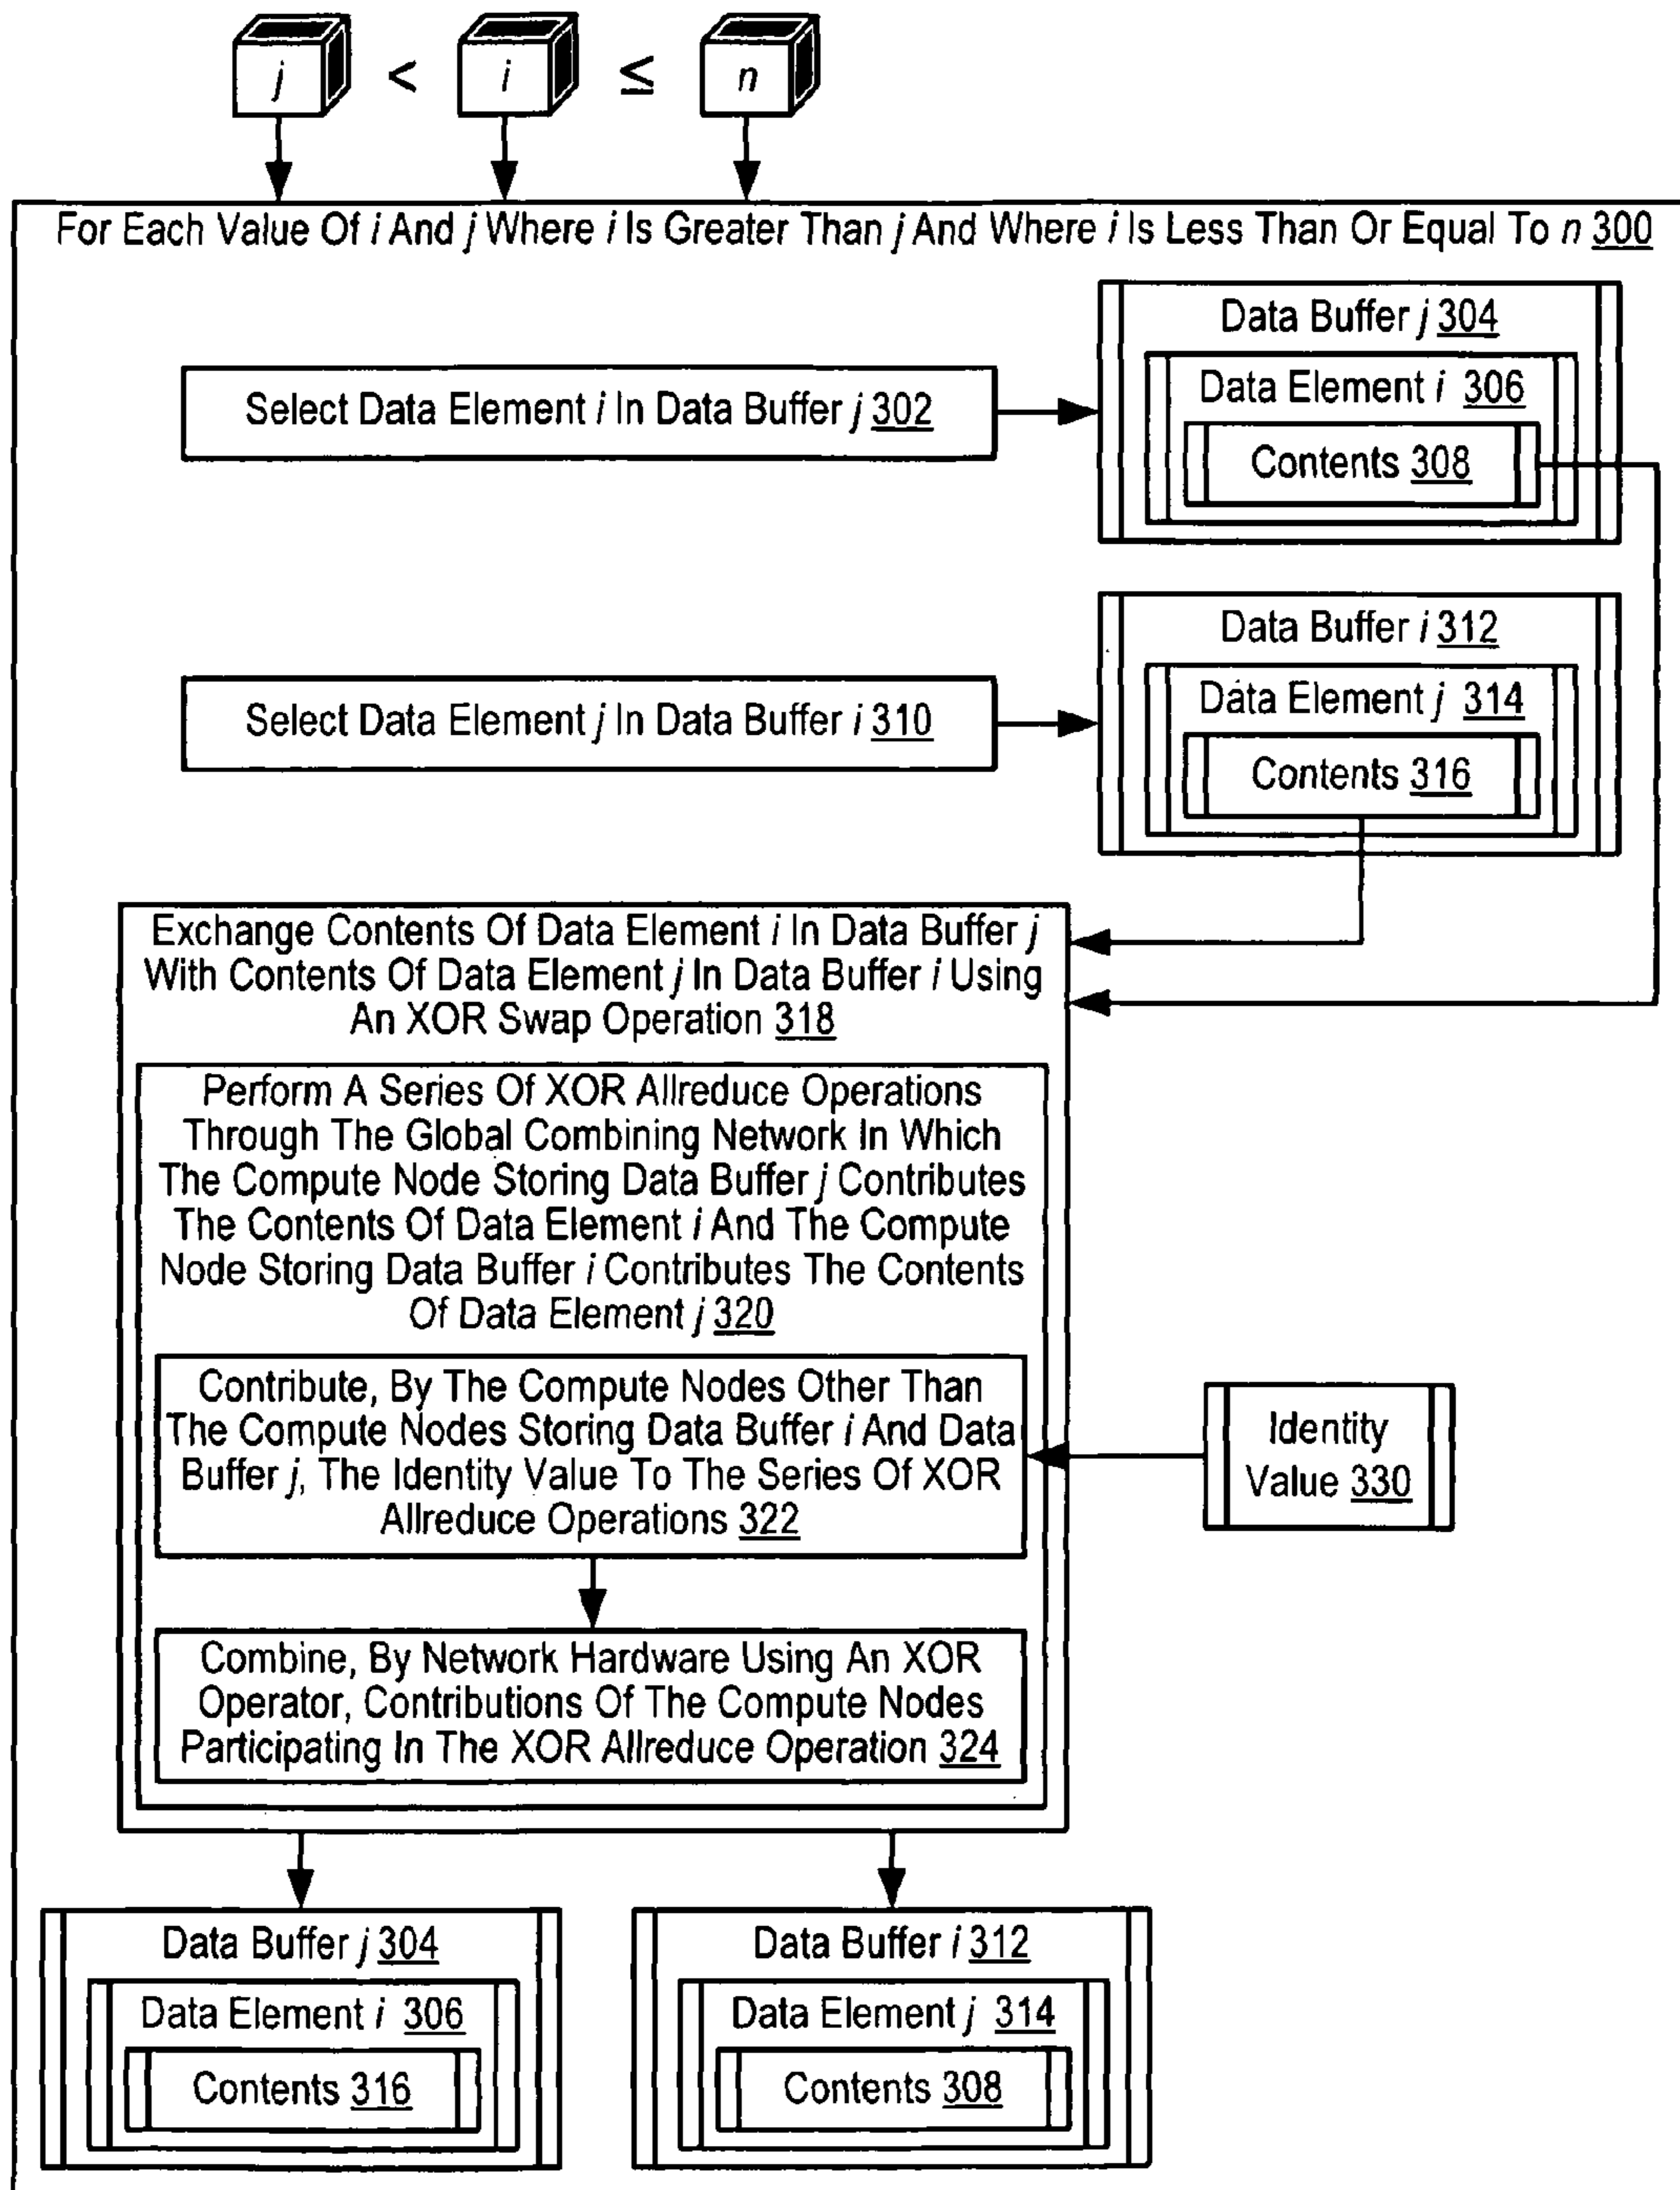 j < i ≤ n
For Each Value Of i And j Where i Is Greater Than j And Where i Is Less Than Or Equal To n 300
Data Buffer j 304
Select Data Element i In Data Buffer j 302
Data Element i 306
Contents 308
Data Buffer i 312
Select Data Element j In Data Buffer i 310
Data Element j 314
Contents 316
Exchange Contents Of Data Element i In Data Buffer j
With Contents Of Data Element j In Data Buffer i Using
An XOR Swap Operation 318
Perform A Series Of XOR Allreduce Operations
Through The Global Combining Network In Which
The Compute Node Storing Data Buffer j Contributes
The Contents Of Data Element i And The Compute
Node Storing Data Buffer i Contributes The Contents
Of Data Element j 320
Contribute, By The Compute Nodes Other Than
The Compute Nodes Storing Data Buffer i And Data
Buffer j, The Identity Value To The Series Of XOR
Allreduce Operations 322
Identity
Value 330
Combine, By Network Hardware Using An XOR
Operator, Contributions Of The Compute Nodes
Participating In The XOR Allreduce Operation 324
Data Buffer j 304
Data Element i 306
Contents 316
Data Buffer i 312
Data Element j 314
Contents 308